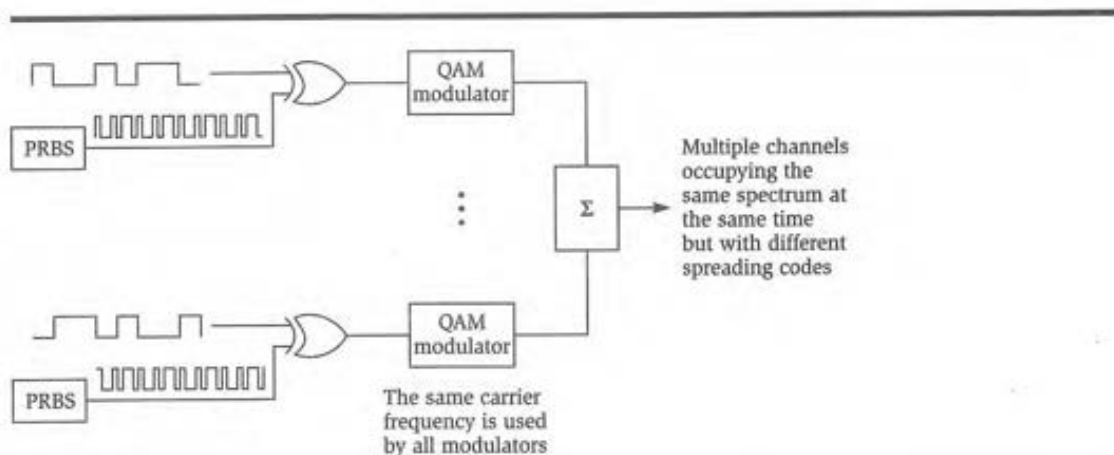 QAM
modulator
PRBS
Σ
Multiple channels
occupying the
same spectrum at
the same time
but with different
spreading codes
QAM
modulator
PRBS
The same carrier
frequency is used
by all modulators